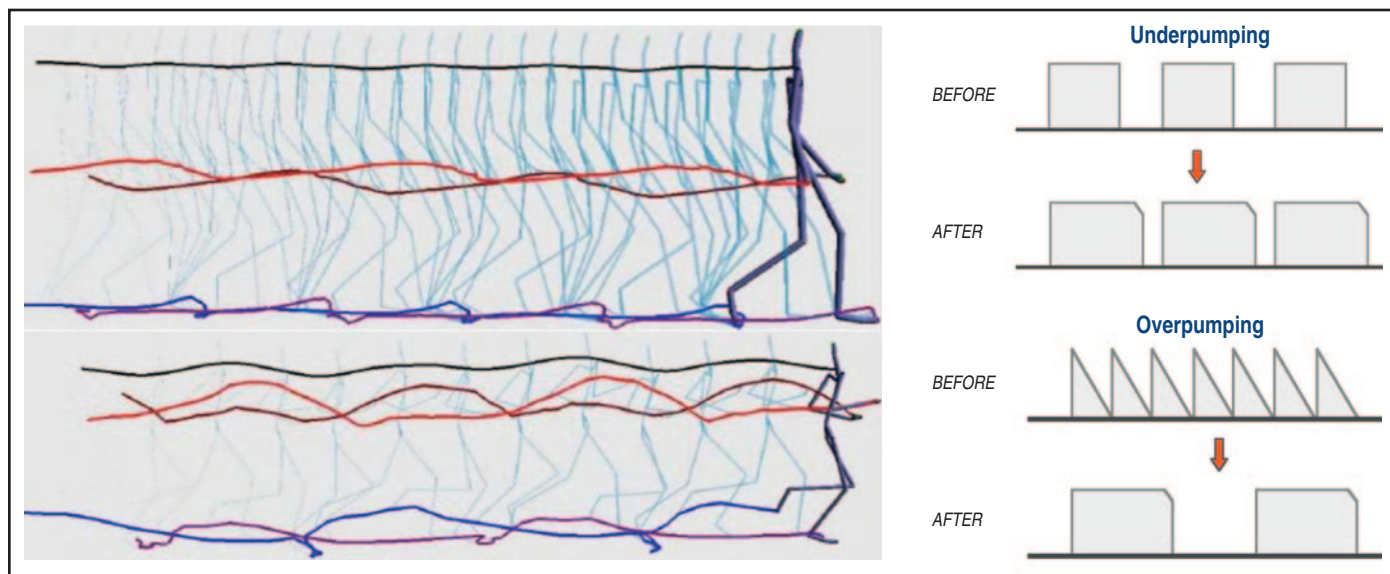 Underpumping
BEFORE
AFTER
Overpumping
BEFORE
AFTER